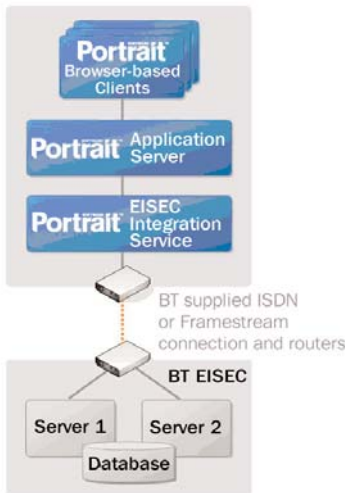 Portrait
Browser-based
Clients
Portrait Application
Server
Portrait EISEC
Integration
Service
BT supplied ISDN
or Framestream
connection and routers
BT EISEC
Server 1
Server 2
Database